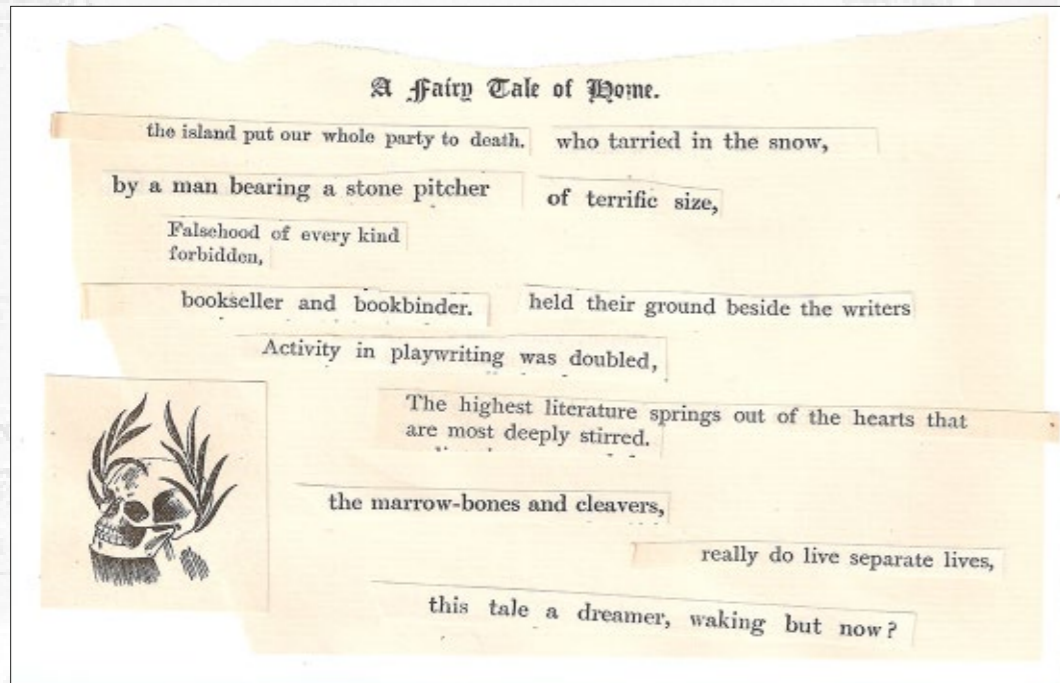 A Fairy Tale of Home.
the island put our whole party to death. who tarried in the snow,
by a man bearing a stone pitcher of terrific size,
Falsehood of every kind
forbidden,
bookseller and bookbinder. held their ground beside the writers
Activity in playwriting was doubled,
The highest literature springs out of the hearts that
are most deeply stirred.
the marrow-bones and cleavers,
really do live separate lives,
this tale a dreamer, waking but now?